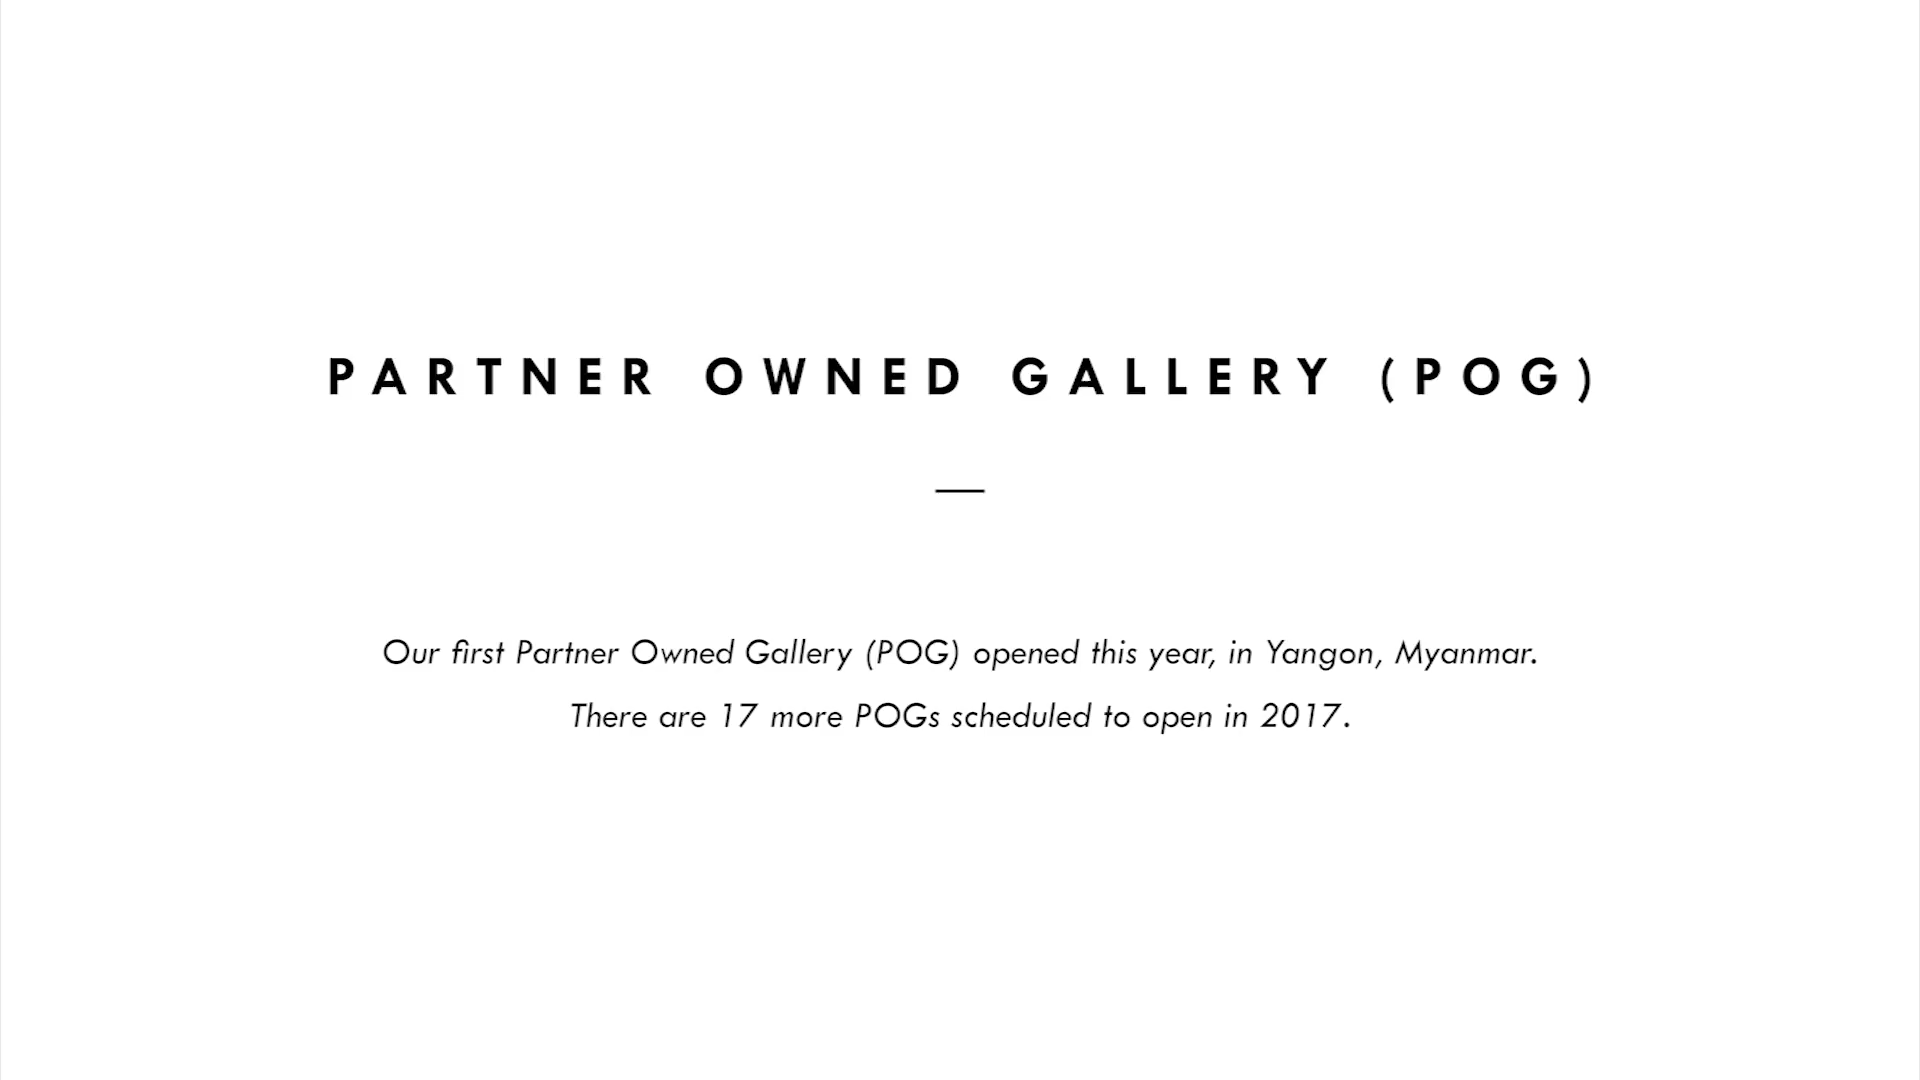 PARTNER OWNED GALLERY (POG)
Our first Partner Owned Gallery (POG) opened this year, in Yangon, Myanmar.
There are 17 more POGs scheduled to open in 2017.